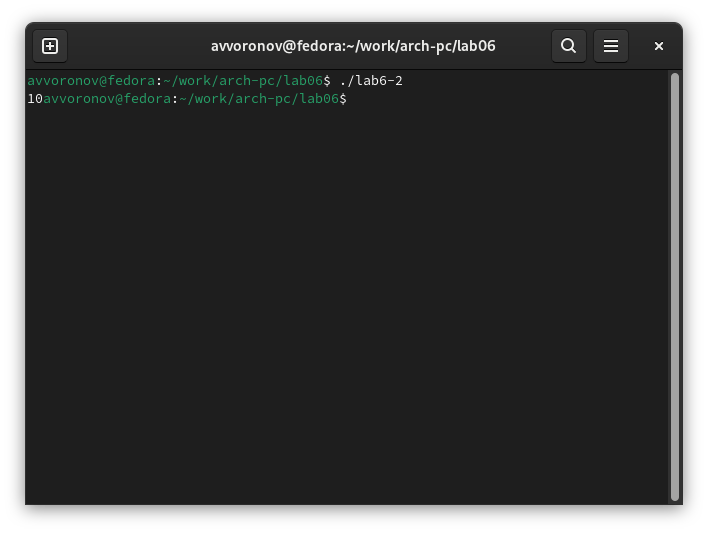 avvoronov@fedora:~/work/arch-pc/lab06
avvoronov@fedora:~/work/arch-pc/lab06$ ./lab6-2
10avvoronov@fedora:~/work/arch-pc/lab06$